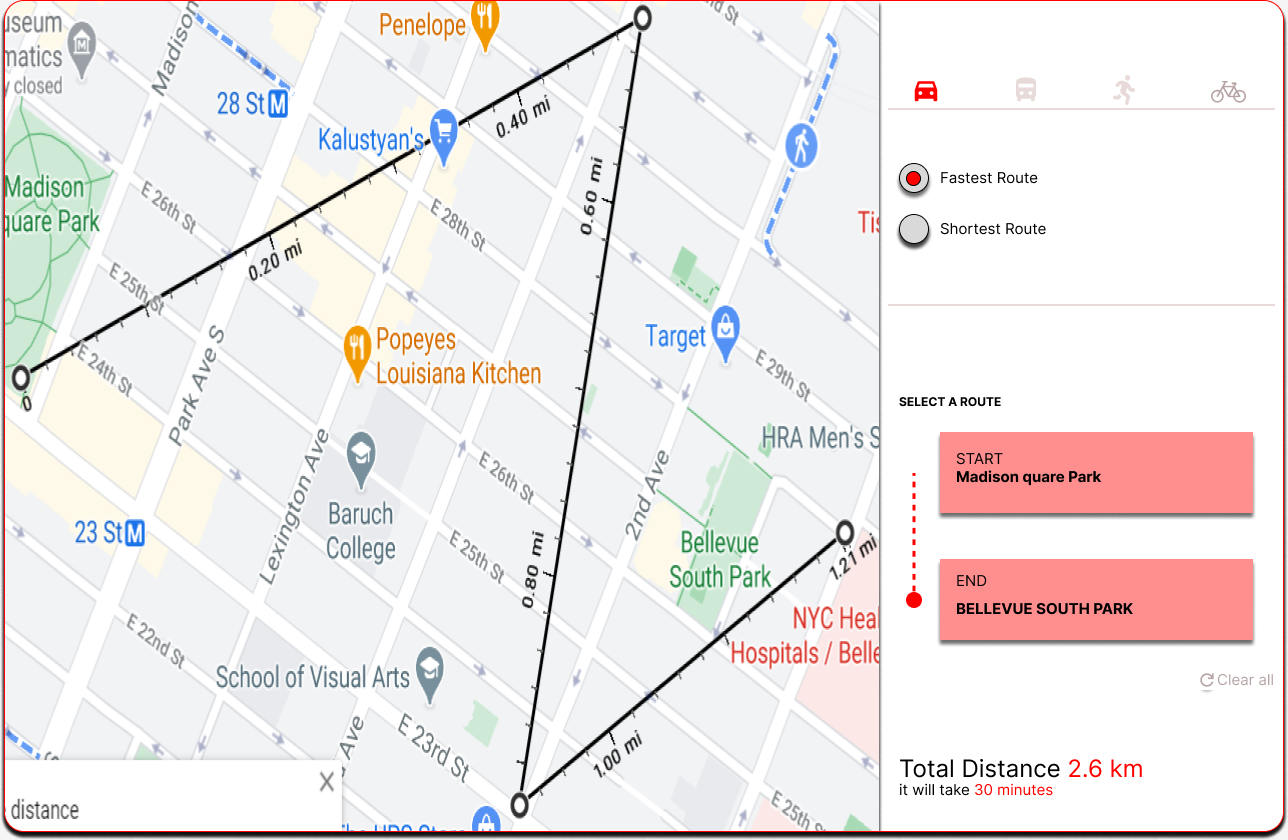 useum
matics
y closed
Madison
Penelope
nd St
28 St M
Kalustyan's
0.40 mi
Madison
quare Park
E 26th St
0.60 mi
E 28th St
Tis
0.20 mi
E 25th St
Park Ave S
Popeyes
Louisiana Kitchen
Target
E 29th St
E 24th St
0
HRA Men's S
23 St M
Lexington Ave
Baruch
College
E 26th St
2nd Ave
E 25th St
0.80 mi
Bellevue
South Park
1.21 mi
NYC Heal
Hospitals / Belle
E 22nd St
School of Visual Arts
E 23rd St
1.00 mi
Ave
E 25th St
X
distance
Fastest Route
Shortest Route
SELECT A ROUTE
START
Madison quare Park
END
BELLEVUE SOUTH PARK
Clear all
Total Distance 2.6 km
it will take 30 minutes